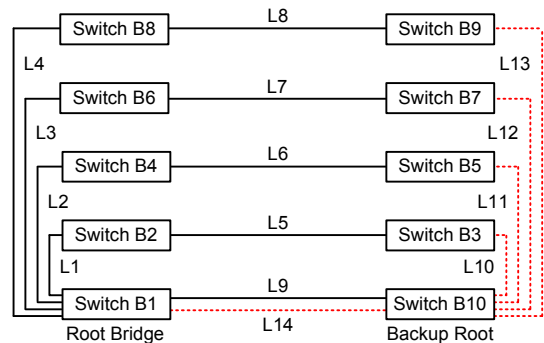 L8
Switch B8 Switch B9
L4 L13
L7
Switch B6 Switch B7
L3 L12
L6
Switch B4 Switch B5
L2 L11
L5
Switch B2 Switch B3
L1 L10
L9
Switch B1 Switch B10
L14
Root Bridge Backup Root